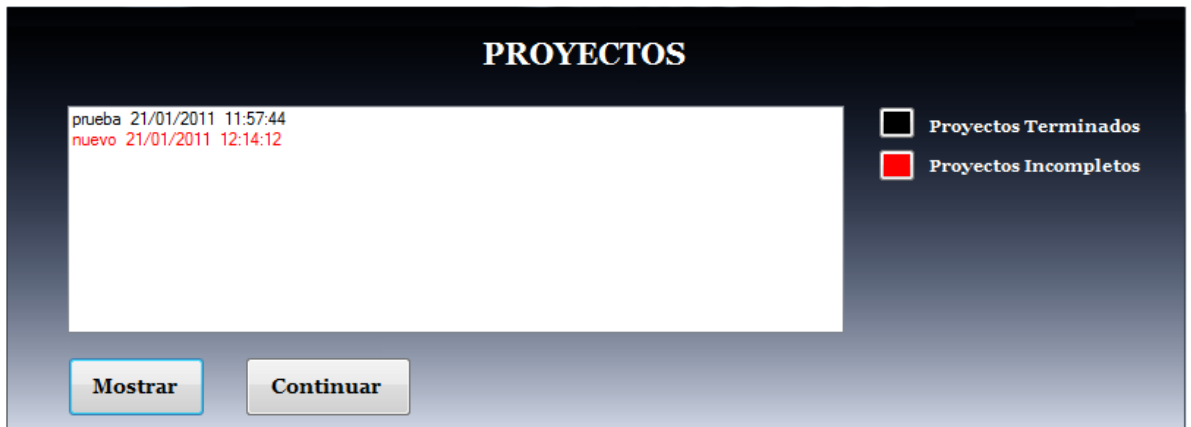 PROYECTOS
prueba 21/01/2011 11:57:44
nuevo 21/01/2011 12:14:12
Proyectos Terminados
Proyectos Incompletos
Mostrar
Continuar